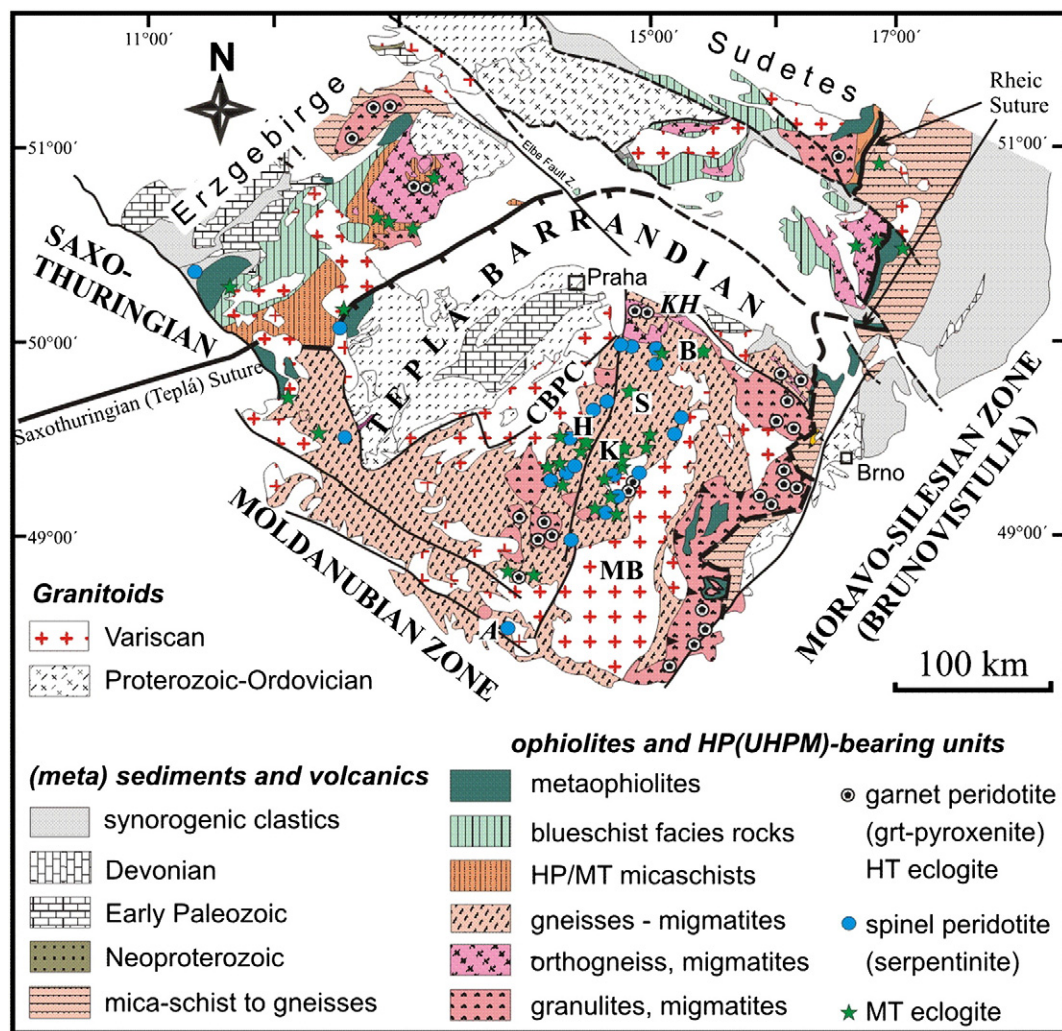 11°00´
15°00´
17°00´
N
Sudetes
Rheic
Suture
51°00´
51°00´
Erzgebirge
Elbe Fault Z.
SAXO-
THURINGIAN
TEPLA-BARRANDIAN
Praha
KH
50°00´
50°00´
B
CBPC
S
Saxothuringian (Teplá) Suture
H
K
Brno
49°00´
49°00´
MOLDANUBIAN ZONE
MB
A
MORAVO-SILESIAN ZONE
(BRUNOVISTULIA)
100 km
Granitoids
Variscan
Proterozoic-Ordovician
(meta) sediments and volcanics
synorogenic clastics
Devonian
Early Paleozoic
Neoproterozoic
mica-schist to gneisses
ophiolites and HP(UHPM)-bearing units
metaophiolites
blueschist facies rocks
HP/MT micaschists
gneisses - migmatites
orthogneiss, migmatites
granulites, migmatites
garnet peridotite
(grt-pyroxenite)
HT eclogite
spinel peridotite
(serpentinite)
MT eclogite